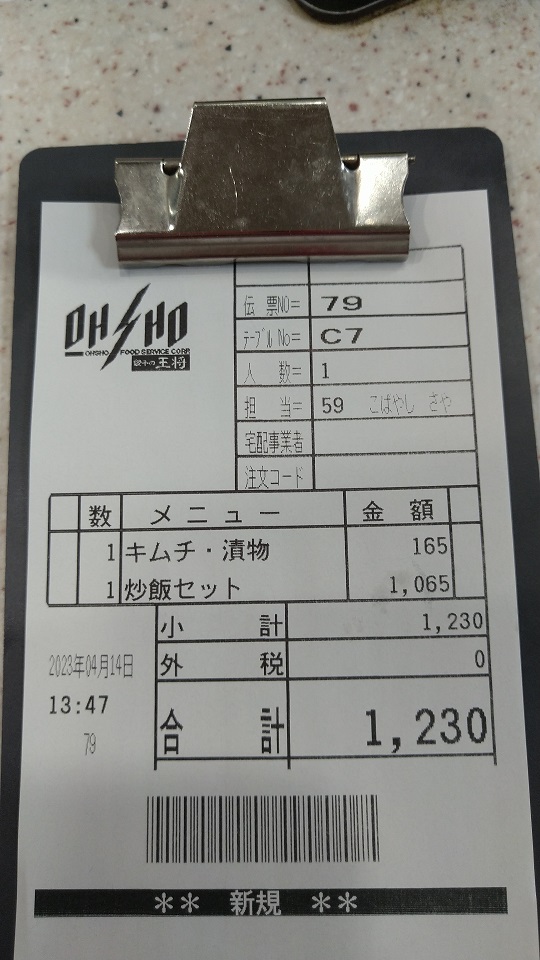 伝票NO= 79
テーブルNo= C7
人数= 1
OHSHO
OHSHO FOOD SERVICE CORP.
餃子の王将
担当= 59 こばやし さや
宅配事業者
注文コード
数 メニュー 金額
1 キムチ・漬物 165
1 炒飯セット 1,065
小計 1,230
外税 0
2023年04月14日
13:47
79
合計 1,230
** 新規 **